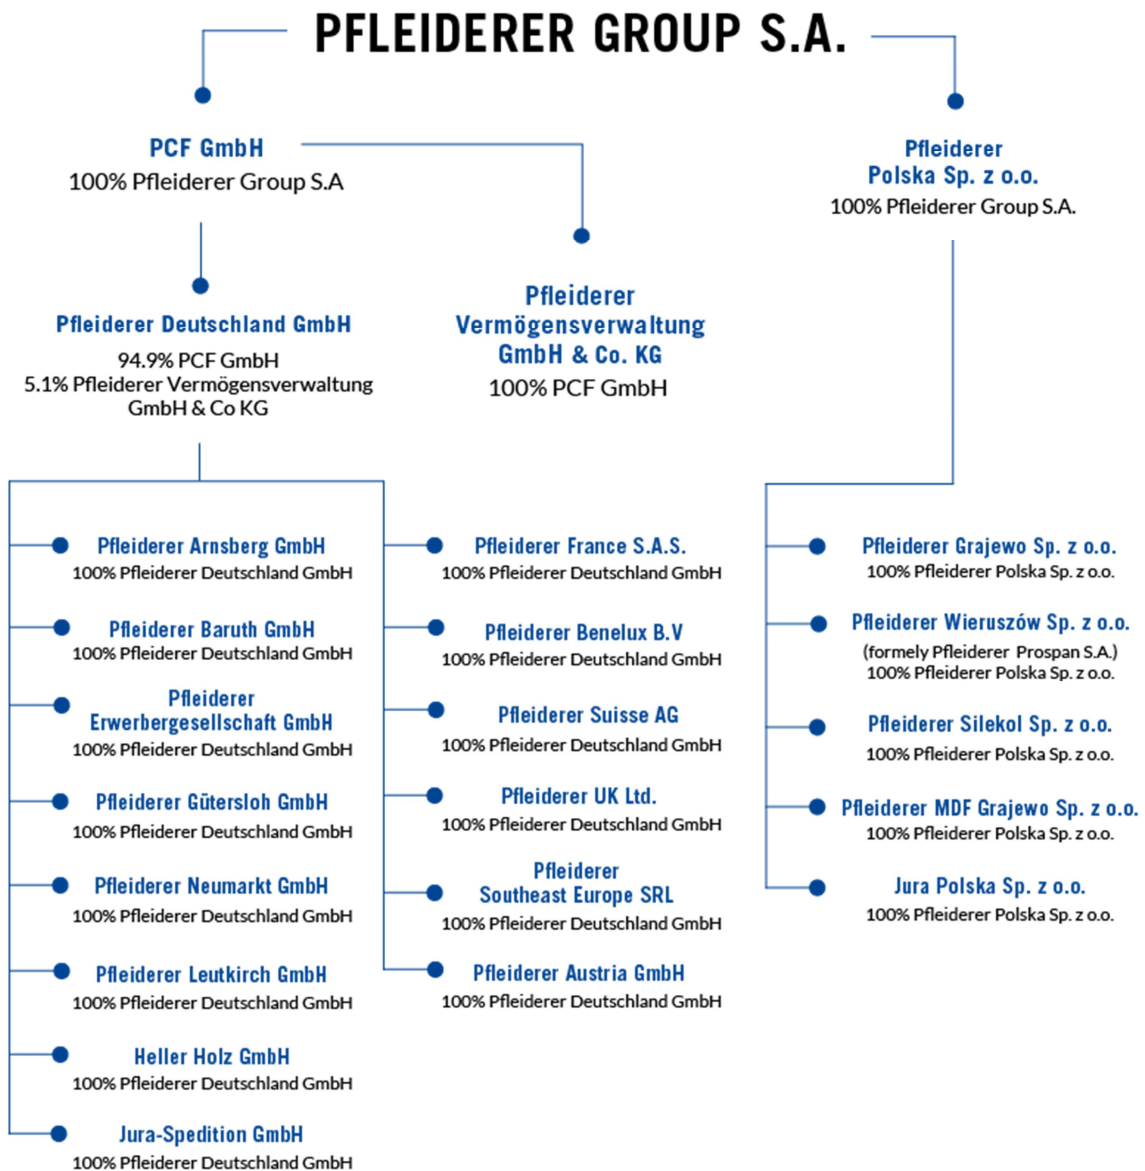 PFLEIDERER GROUP S.A.
PCF GmbH
100% Pfleiderer Group S.A
Pfleiderer
Polska Sp. z o.o.
100% Pfleiderer Group S.A.
Pfleiderer Deutschland GmbH
94.9% PCF GmbH
5.1% Pfleiderer Vermögensverwaltung
GmbH & Co KG
Pfleiderer
Vermögensverwaltung
GmbH & Co. KG
100% PCF GmbH
Pfleiderer Arnsberg GmbH
100% Pfleiderer Deutschland GmbH
Pfleiderer Baruth GmbH
100% Pfleiderer Deutschland GmbH
Pfleiderer
Erwerbergesellschaft GmbH
100% Pfleiderer Deutschland GmbH
Pfleiderer Gütersloh GmbH
100% Pfleiderer Deutschland GmbH
Pfleiderer Neumarkt GmbH
100% Pfleiderer Deutschland GmbH
Pfleiderer Leutkirch GmbH
100% Pfleiderer Deutschland GmbH
Heller Holz GmbH
100% Pfleiderer Deutschland GmbH
Jura-Spedition GmbH
100% Pfleiderer Deutschland GmbH
Pfleiderer France S.A.S.
100% Pfleiderer Deutschland GmbH
Pfleiderer Benelux B.V
100% Pfleiderer Deutschland GmbH
Pfleiderer Suisse AG
100% Pfleiderer Deutschland GmbH
Pfleiderer UK Ltd.
100% Pfleiderer Deutschland GmbH
Pfleiderer
Southeast Europe SRL
100% Pfleiderer Deutschland GmbH
Pfleiderer Austria GmbH
100% Pfleiderer Deutschland GmbH
Pfleiderer Grajewo Sp. z o.o.
100% Pfleiderer Polska Sp. z o.o.
Pfleiderer Wieruszów Sp. z o.o.
(formely Pfleiderer Prospan S.A.)
100% Pfleiderer Polska Sp. z o.o.
Pfleiderer Silekol Sp. z o.o.
100% Pfleiderer Polska Sp. z o.o.
Pfleiderer MDF Grajewo Sp. z o.o.
100% Pfleiderer Polska Sp. z o.o.
Jura Polska Sp. z o.o.
100% Pfleiderer Polska Sp. z o.o.